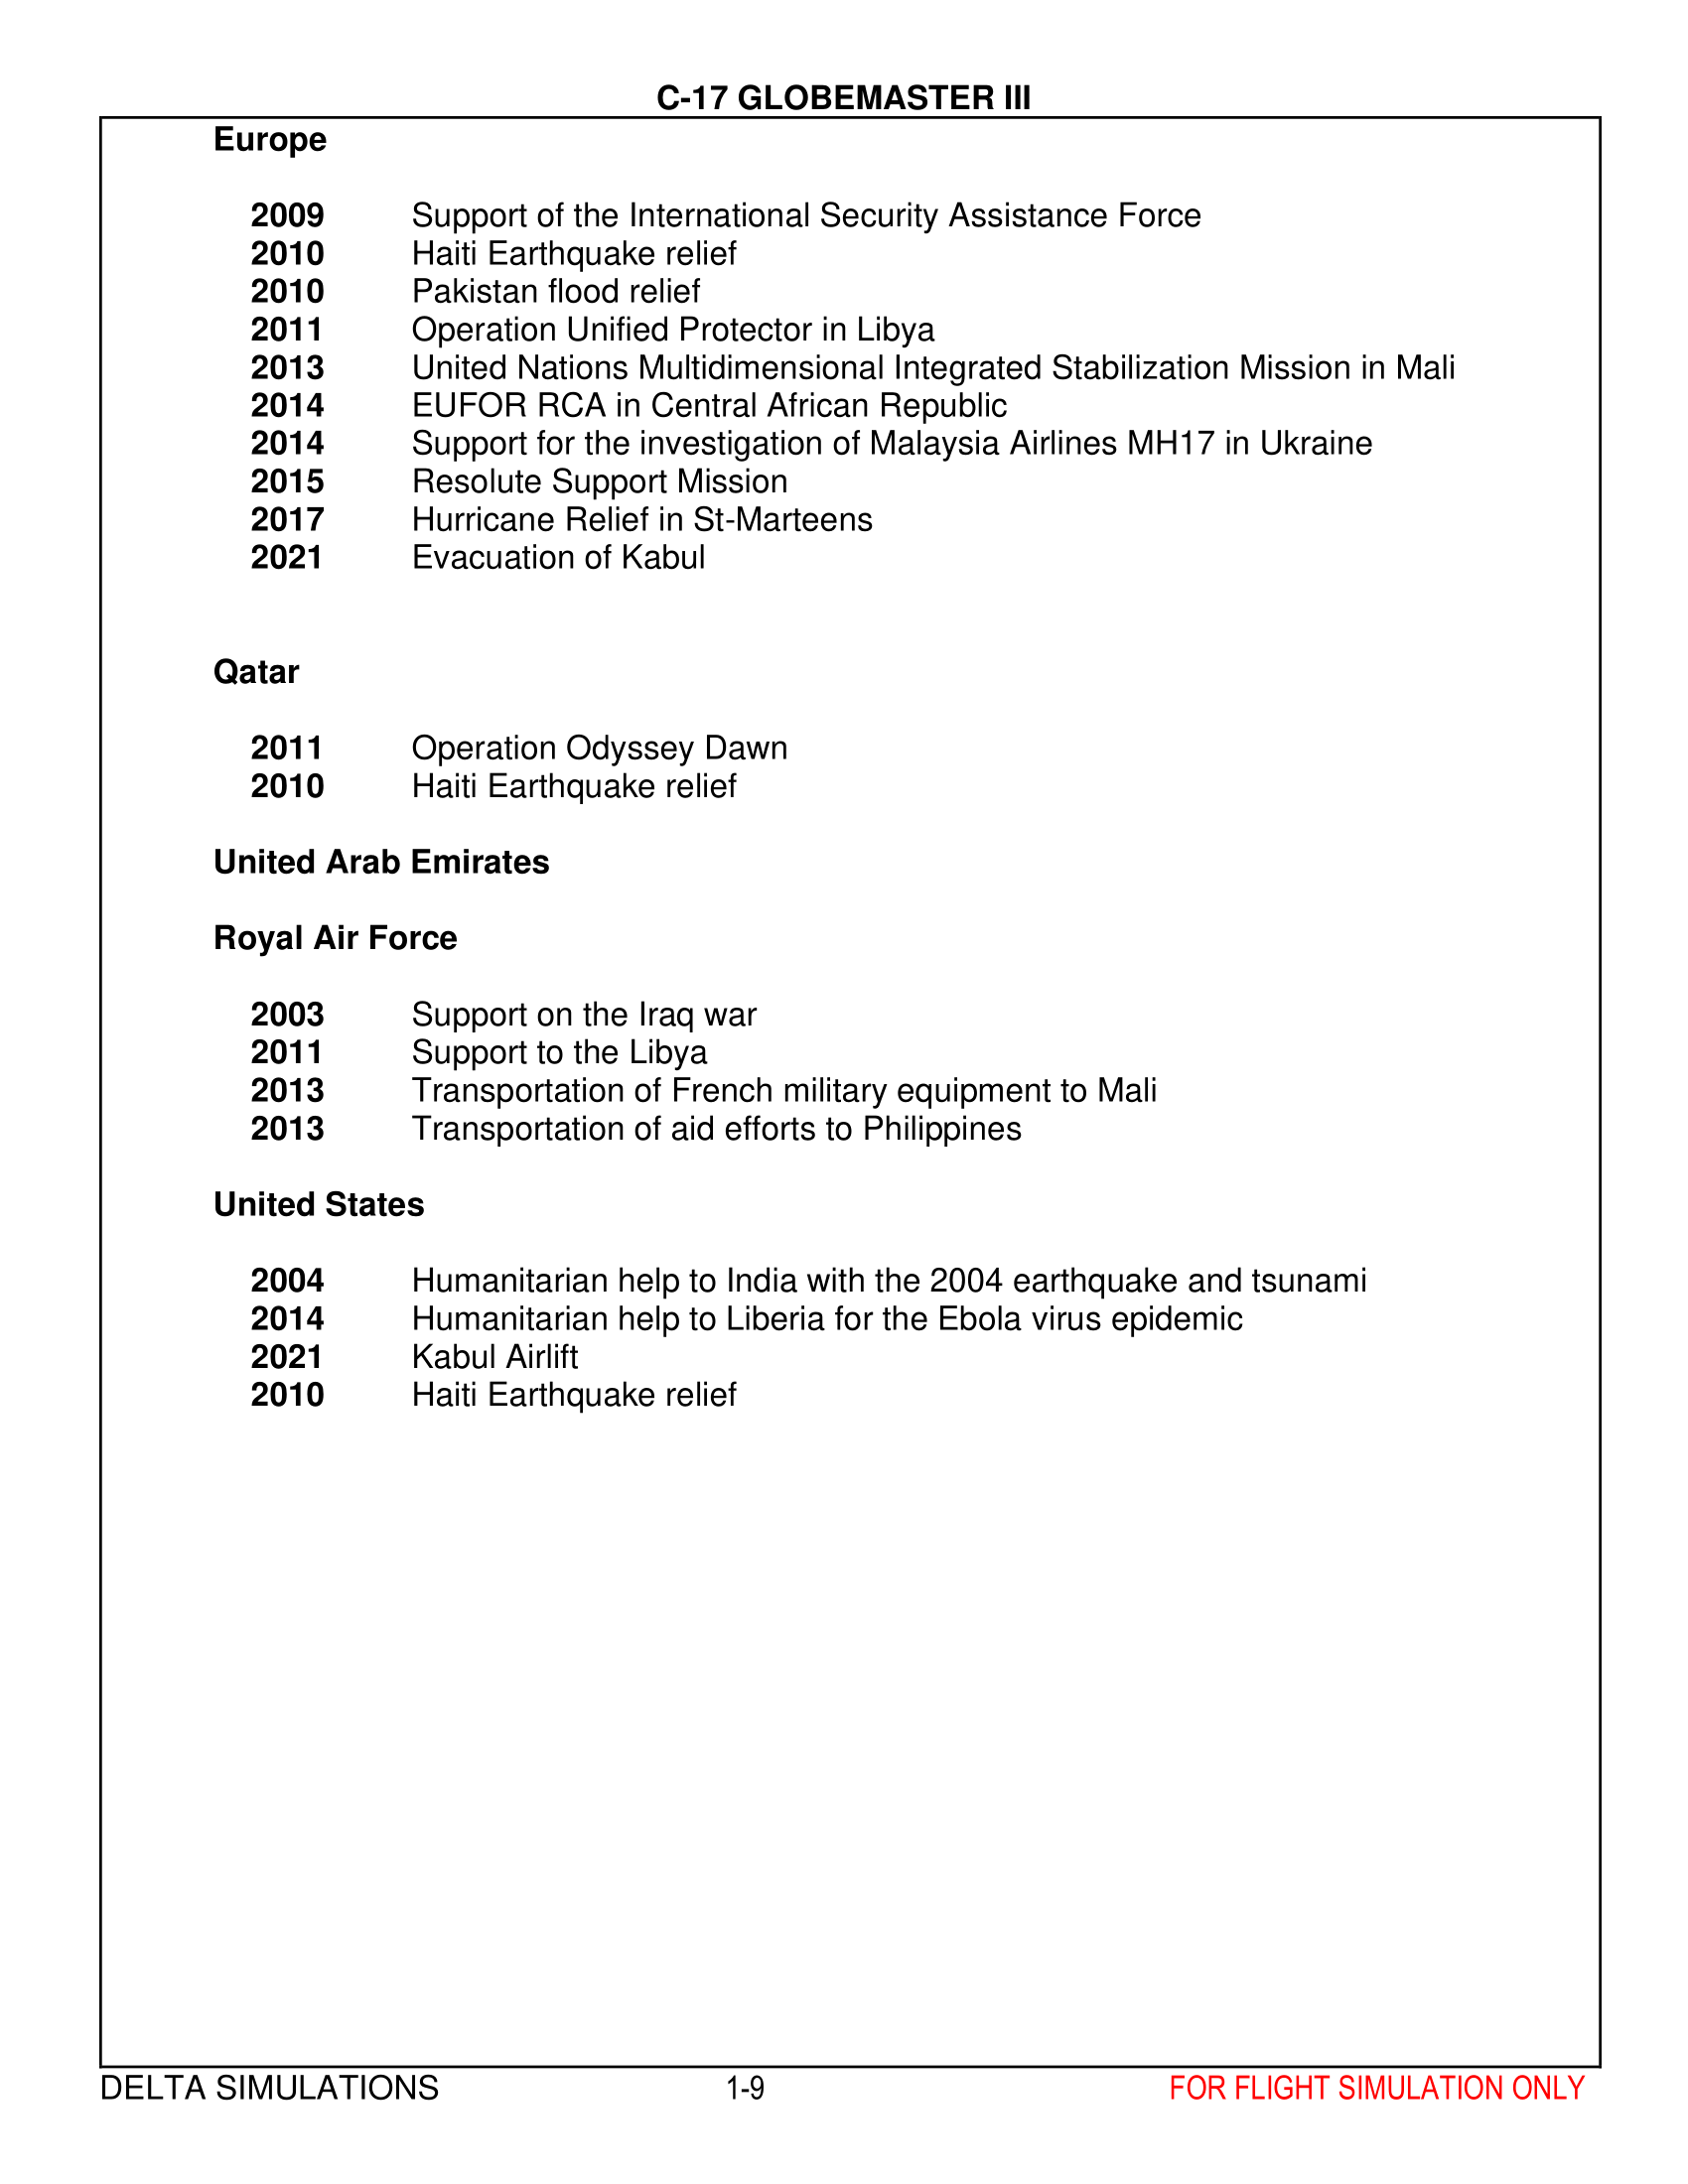 C-17 GLOBEMASTER III
Europe
2009 Support of the International Security Assistance Force
2010 Haiti Earthquake relief
2010 Pakistan flood relief
2011 Operation Unified Protector in Libya
2013 United Nations Multidimensional Integrated Stabilization Mission in Mali
2014 EUFOR RCA in Central African Republic
2014 Support for the investigation of Malaysia Airlines MH17 in Ukraine
2015 Resolute Support Mission
2017 Hurricane Relief in St-Marteens
2021 Evacuation of Kabul
Qatar
2011 Operation Odyssey Dawn
2010 Haiti Earthquake relief
United Arab Emirates
Royal Air Force
2003 Support on the Iraq war
2011 Support to the Libya
2013 Transportation of French military equipment to Mali
2013 Transportation of aid efforts to Philippines
United States
2004 Humanitarian help to India with the 2004 earthquake and tsunami
2014 Humanitarian help to Liberia for the Ebola virus epidemic
2021 Kabul Airlift
2010 Haiti Earthquake relief
DELTA SIMULATIONS 1-9 FOR FLIGHT SIMULATION ONLY